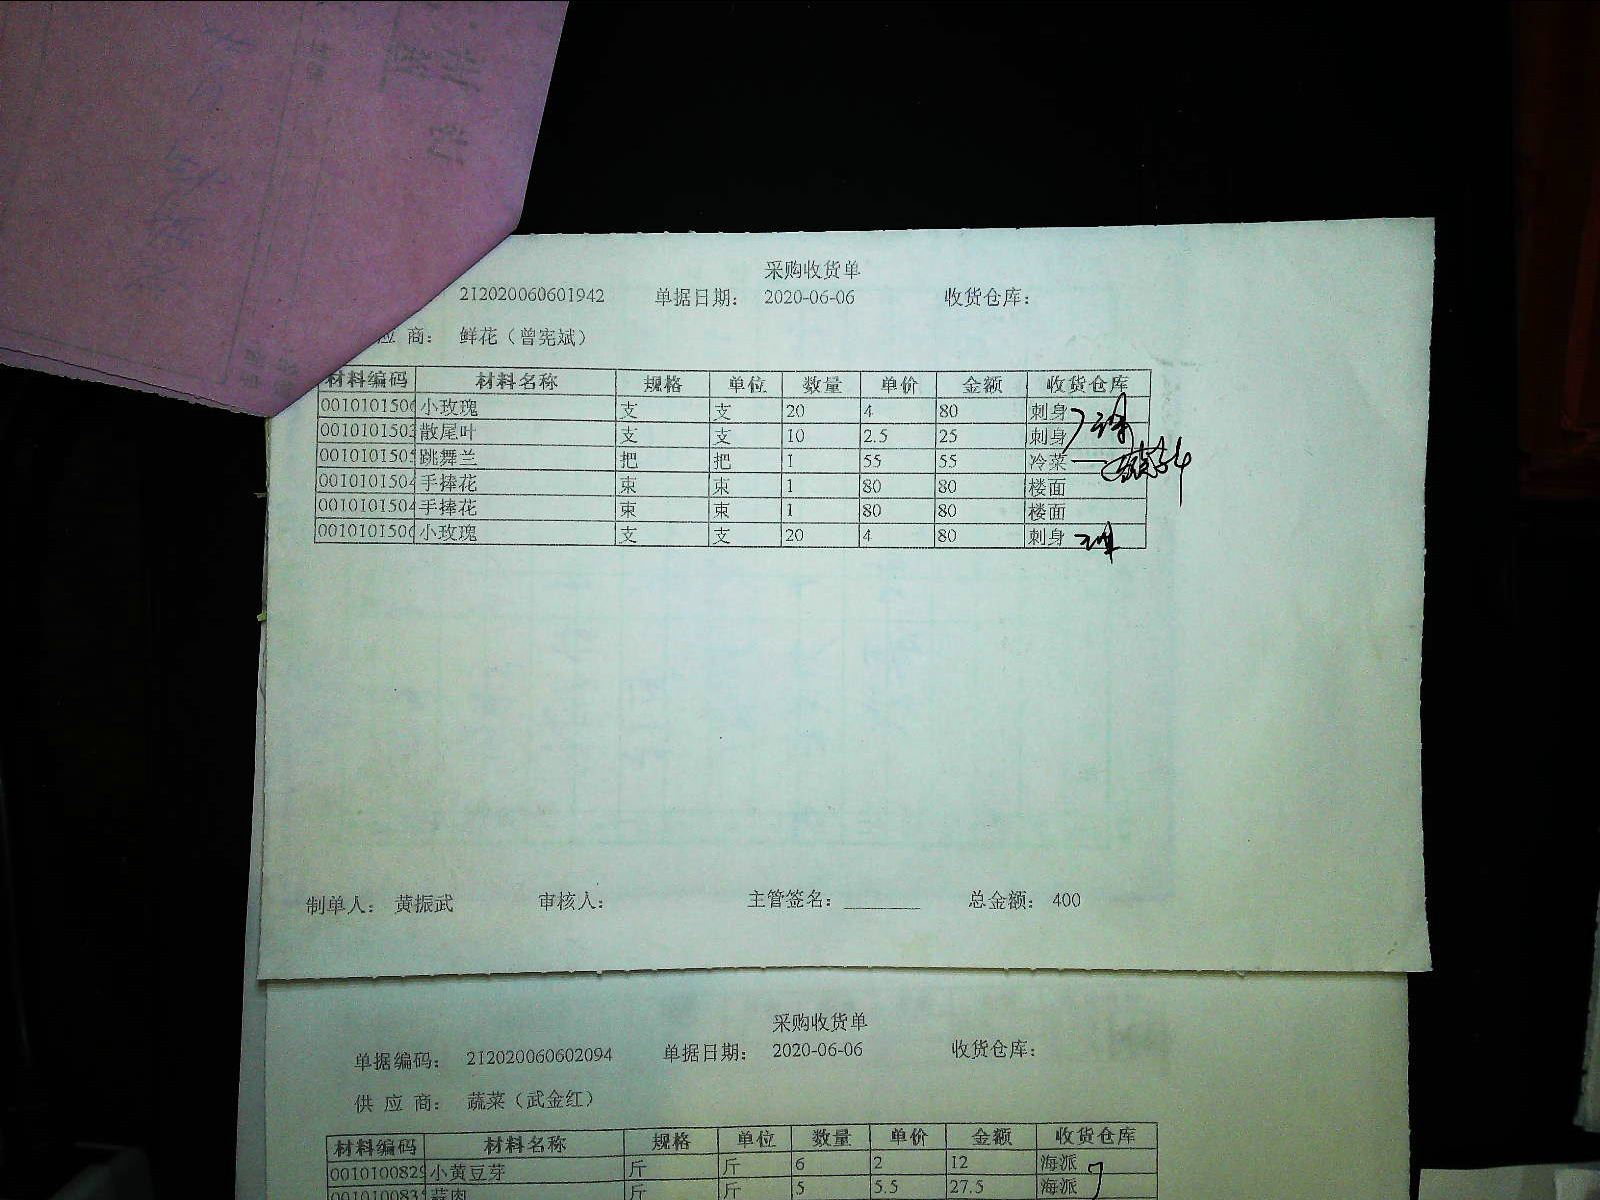 采购收货单
212020060601942 单据日期： 2020-06-06 收货仓库：
应 商： 鲜花（曾宪斌）
材料编码 材料名称 规格 单位 数量 单价 金额 收货仓库
0010101506 小玫瑰 支 支 20 4 80 刺身
0010101503 散尾叶 支 支 10 2.5 25 刺身
0010101505 跳舞兰 把 把 1 55 55 冷菜
0010101504 手捧花 束 束 1 80 80 楼面
0010101504 手捧花 束 束 1 80 80 楼面
0010101506 小玫瑰 支 支 20 4 80 刺身
制单人： 黄振武 审核人： 主管签名： 总金额： 400
采购收货单
单据编码： 212020060602094 单据日期： 2020-06-06 收货仓库：
供 应 商： 蔬菜（武金红）
材料编码 材料名称 规格 单位 数量 单价 金额 收货仓库
0010100829 小黄豆芽 斤 斤 6 2 12 海派
斤 斤 5 5.5 27.5 海派